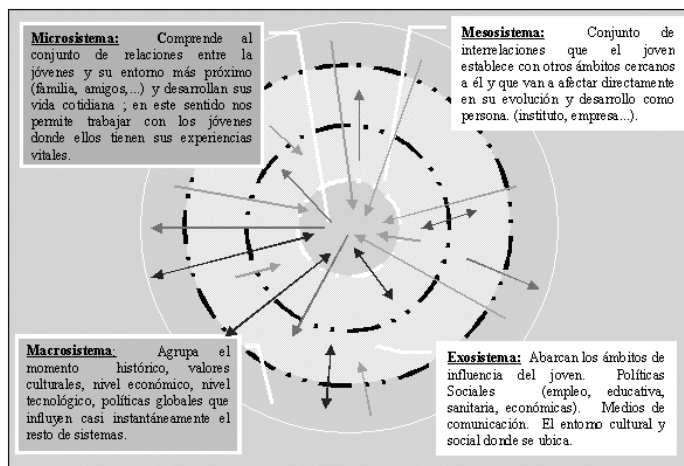 Microsistema: Comprende al
conjunto de relaciones entre la
jóvenes y su entorno más próximo
(familia, amigos,...) y desarrollan sus
vida cotidiana ; en este sentido nos
permite trabajar con los jóvenes
donde ellos tienen sus experiencias
vitales.
Mesosistema: Conjunto de
interrelaciones que el joven
establece con otros ámbitos cercanos
a él y que van a afectar directamente
en su evolución y desarrollo como
persona. (instituto, empresa...).
Macrosistema: Agrupa el
momento histórico, valores
culturales, nivel económico, nivel
tecnológico, políticas globales que
influyen casi instantáneamente el
resto de sistemas.
Exosistema: Abarcan los ámbitos de
influencia del joven. Políticas
Sociales (empleo, educativa,
sanitaria, económicas). Medios de
comunicación. El entorno cultural y
social donde se ubica.